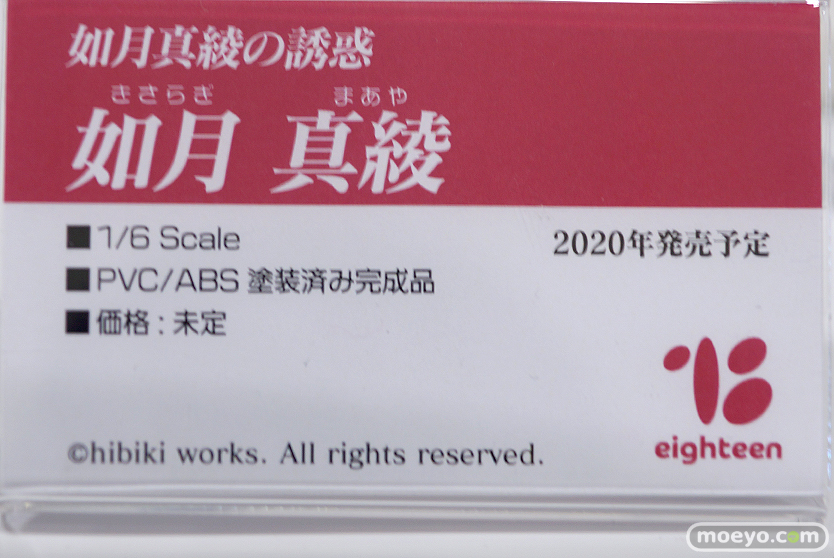 如月真綾の誘惑
きさらぎ まあや
如月 真綾
■1/6 Scale
2020年発売予定
■PVC/ABS 塗装済み完成品
■価格：未定
eighteen
©hibiki works. All rights reserved.
moeyo.com